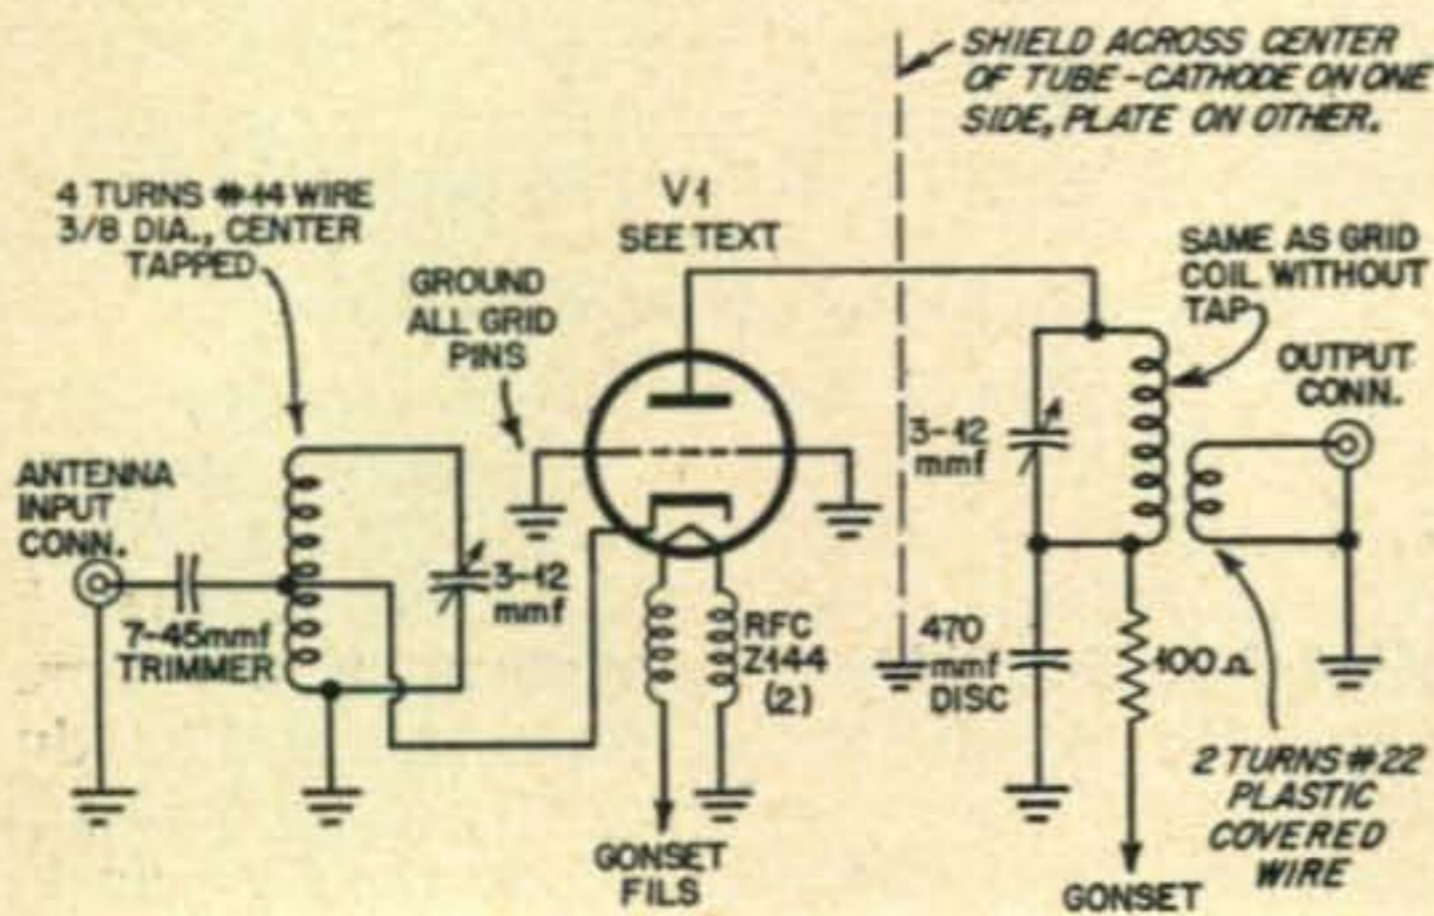 SHIELD ACROSS CENTER
OF TUBE-CATHODE ON ONE
SIDE, PLATE ON OTHER.
4 TURNS #14 WIRE
3/8 DIA., CENTER
TAPPED
V1
SEE TEXT
GROUND
ALL GRID
PINS
SAME AS GRID
COIL WITHOUT
TAP
OUTPUT
CONN.
ANTENNA
INPUT
CONN.
7-45mmf
TRIMMER
3-12
mmf
RFC
Z144
(2)
3-12
mmf
470
mmf
DISC
100Ω
2 TURNS #22
PLASTIC
COVERED
WIRE
GONSET
FILS
GONSET